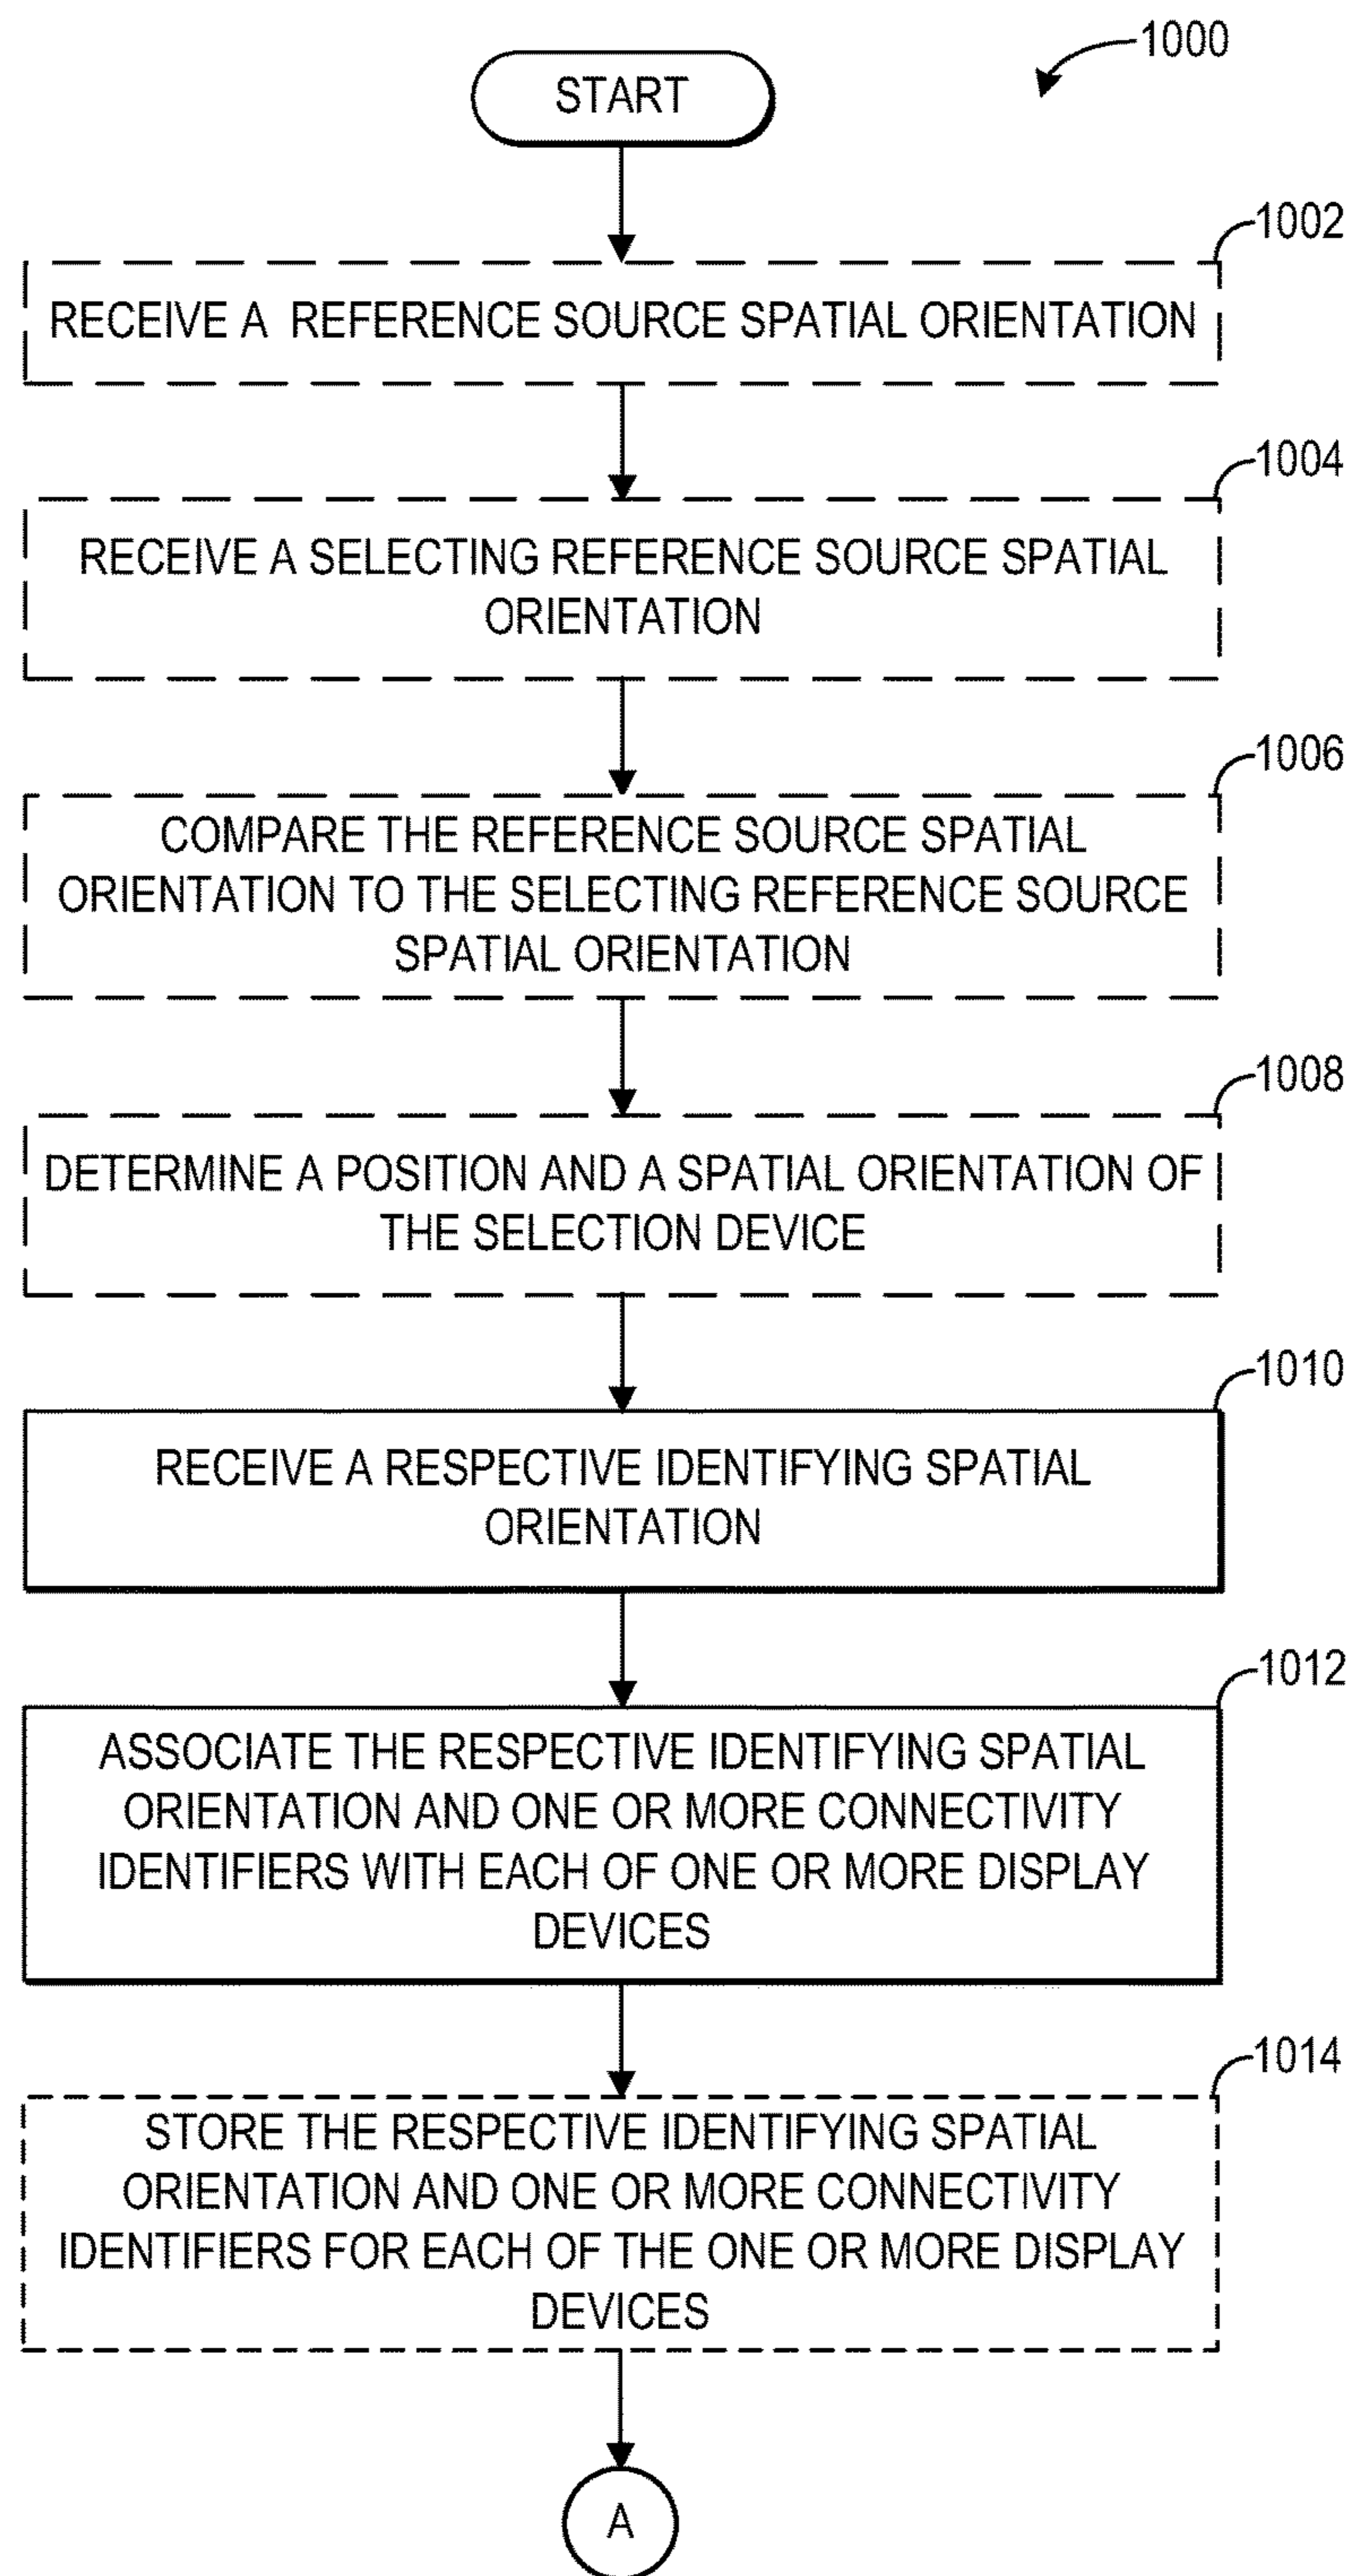 1000
START
1002
RECEIVE A REFERENCE SOURCE SPATIAL ORIENTATION
1004
RECEIVE A SELECTING REFERENCE SOURCE SPATIAL
ORIENTATION
1006
COMPARE THE REFERENCE SOURCE SPATIAL
ORIENTATION TO THE SELECTING REFERENCE SOURCE
SPATIAL ORIENTATION
1008
DETERMINE A POSITION AND A SPATIAL ORIENTATION OF
THE SELECTION DEVICE
1010
RECEIVE A RESPECTIVE IDENTIFYING SPATIAL
ORIENTATION
1012
ASSOCIATE THE RESPECTIVE IDENTIFYING SPATIAL
ORIENTATION AND ONE OR MORE CONNECTIVITY
IDENTIFIERS WITH EACH OF ONE OR MORE DISPLAY
DEVICES
1014
STORE THE RESPECTIVE IDENTIFYING SPATIAL
ORIENTATION AND ONE OR MORE CONNECTIVITY
IDENTIFIERS FOR EACH OF THE ONE OR MORE DISPLAY
DEVICES
A